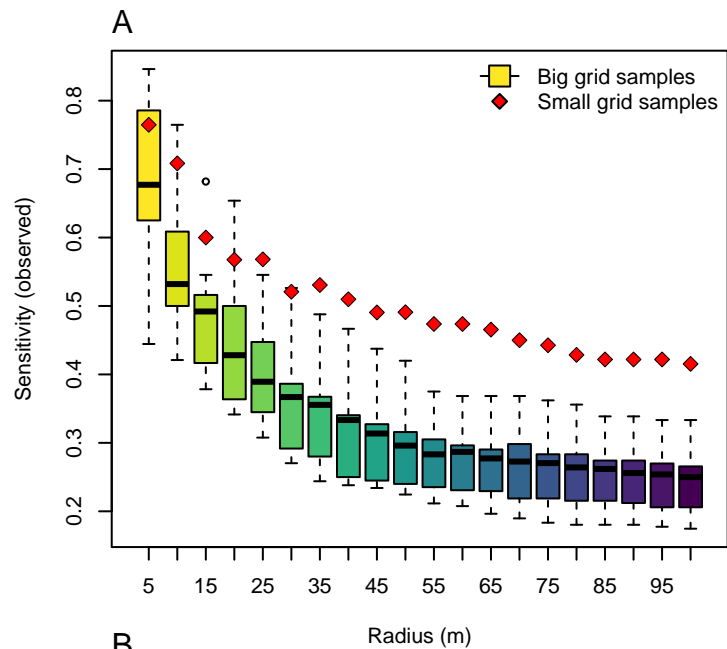 A
Big grid samples
Small grid samples
Sensitivity (observed)
0.8
0.7
0.6
0.5
0.4
0.3
0.2
5 15 25 35 45 55 65 75 85 95
Radius (m)
B